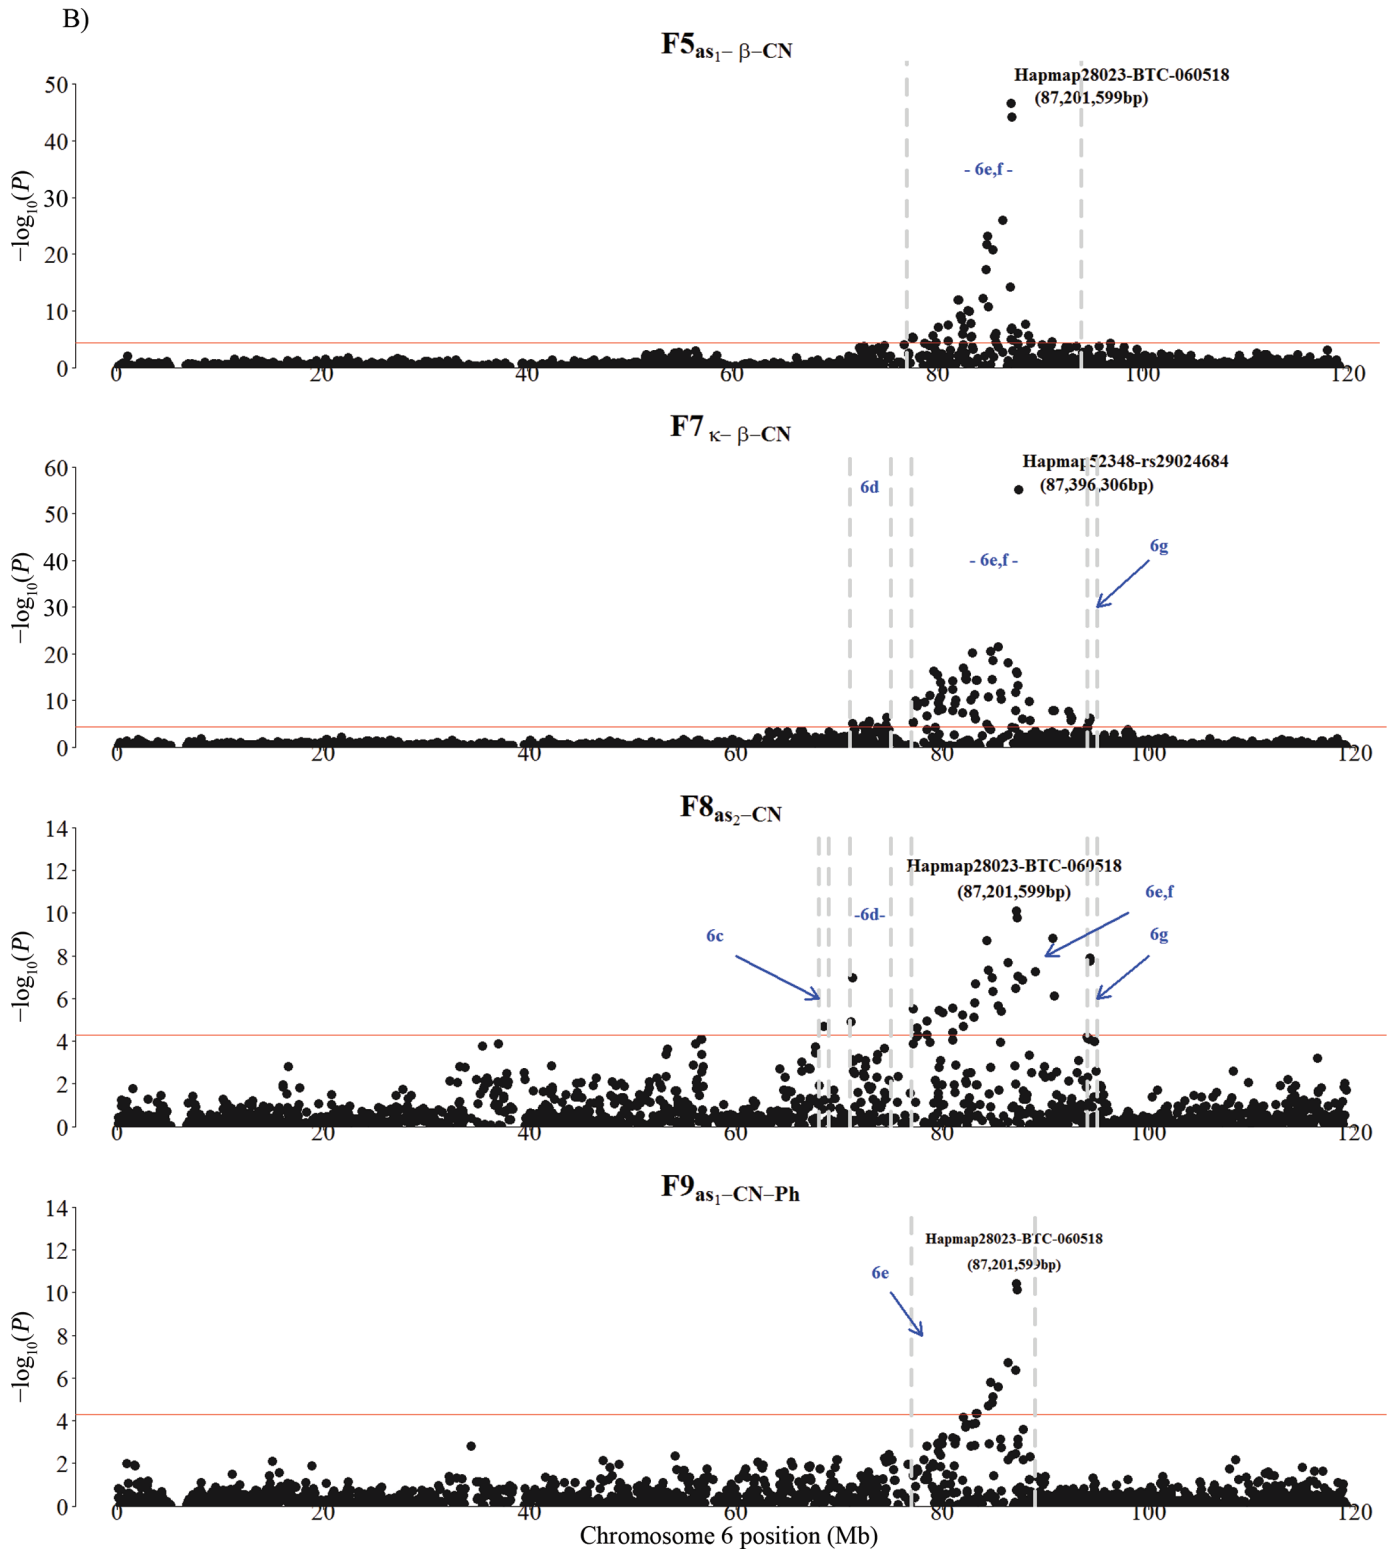 B)
F5as1– β–CN
Hapmap28023-BTC-060518
(87,201,599bp)
- 6e,f -
50
40
30
20
10
0
−log10(P)
0 20 40 60 80 100 120
F7 κ– β–CN
Hapmap52348-rs29024684
(87,396,306bp)
6d
- 6e,f -
6g
60
50
40
30
20
10
0
−log10(P)
0 20 40 60 80 100 120
F8as2–CN
Hapmap28023-BTC-060518
(87,201,599bp)
6c
-6d-
6e,f
6g
14
12
10
8
6
4
2
0
−log10(P)
0 20 40 60 80 100 120
F9as1–CN–Ph
Hapmap28023-BTC-060518
(87,201,599bp)
6e
14
12
10
8
6
4
2
0
−log10(P)
0 20 40 60 80 100 120
Chromosome 6 position (Mb)